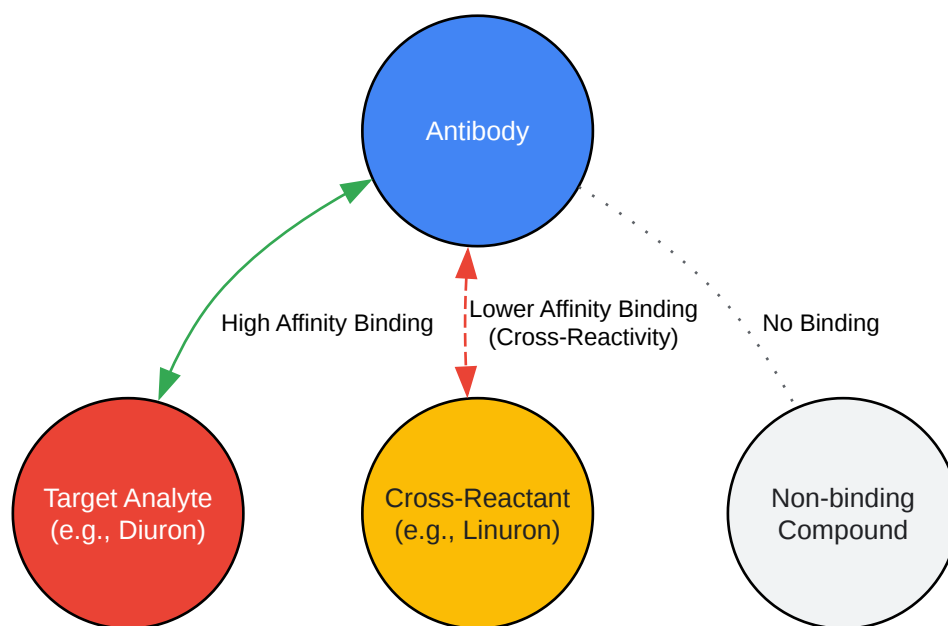 Antibody
High Affinity Binding
Lower Affinity Binding
(Cross-Reactivity)
No Binding
Target Analyte
(e.g., Diuron)
Cross-Reactant
(e.g., Linuron)
Non-binding
Compound